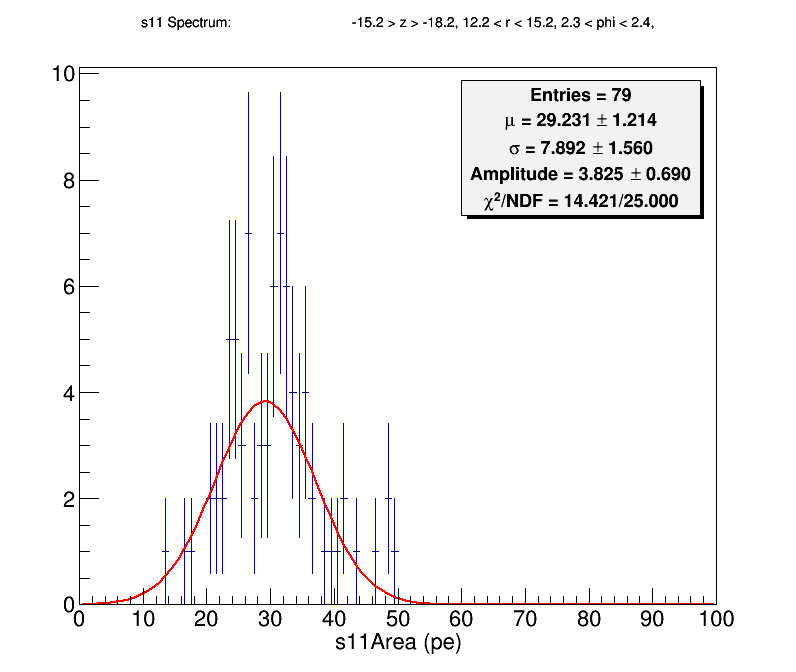 s11 Spectrum: -15.2 > z > -18.2, 12.2 < r < 15.2, 2.3 < phi < 2.4,
Entries = 79
μ = 29.231 ± 1.214
σ = 7.892 ± 1.560
Amplitude = 3.825 ± 0.690
χ²/NDF = 14.421/25.000
10
8
6
4
2
0
0 10 20 30 40 50 60 70 80 90 100
s11Area (pe)